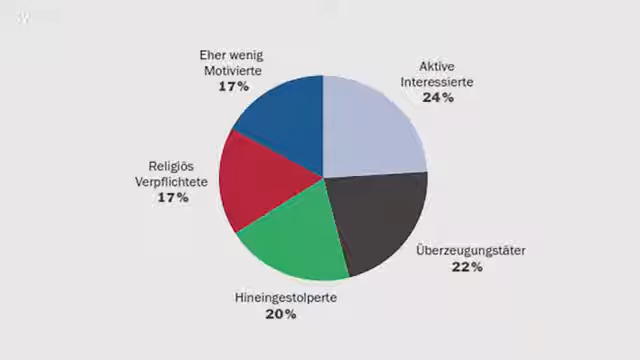 Eher wenig
Motivierte
17%
Aktive
Interessierte
24%
Religiös
Verpflichtete
17%
Überzeugungstäter
22%
Hineingestolperte
20%